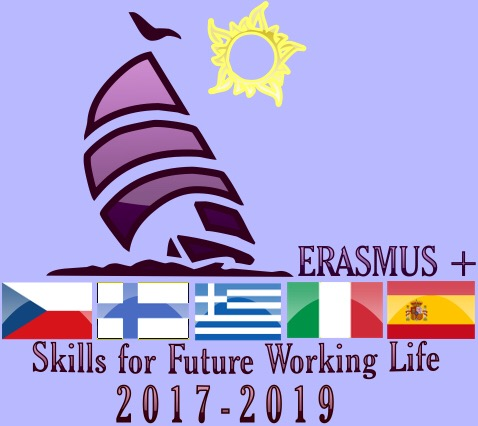 ERASMUS +
Skills for Future Working Life
2017-2019